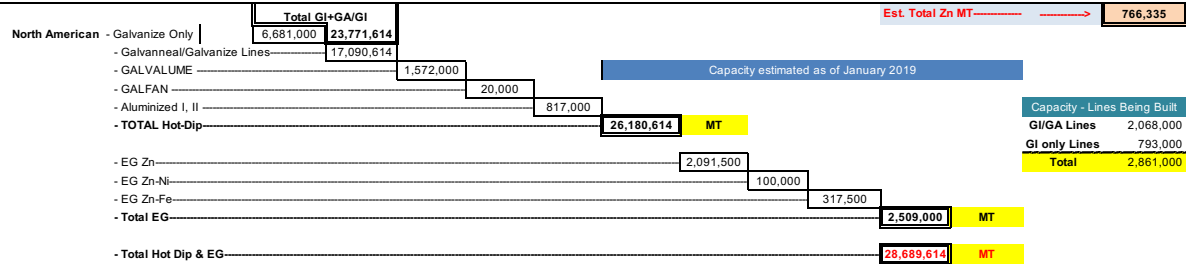 Total GI+GA/GI Est. Total Zn MT-------------- ------------> 766,335
North American - Galvanize Only 6,681,000 23,771,614
- Galvanneal/Galvanize Lines---------------- 17,090,614
- GALVALUME ---------------------------------------- 1,572,000 Capacity estimated as of January 2019
- GALFAN ---------------------------------------- 20,000
- Aluminized I, II ---------------------------------------- 817,000 Capacity - Lines Being Built
- TOTAL Hot-Dip---------------------------------------- 26,180,614 MT GI/GA Lines 2,068,000
GI only Lines 793,000
- EG Zn---------------------------------------- 2,091,500 Total 2,861,000
- EG Zn-Ni---------------------------------------- 100,000
- EG Zn-Fe---------------------------------------- 317,500
- Total EG---------------------------------------- 2,509,000 MT
- Total Hot Dip & EG---------------------------------------- 28,689,614 MT